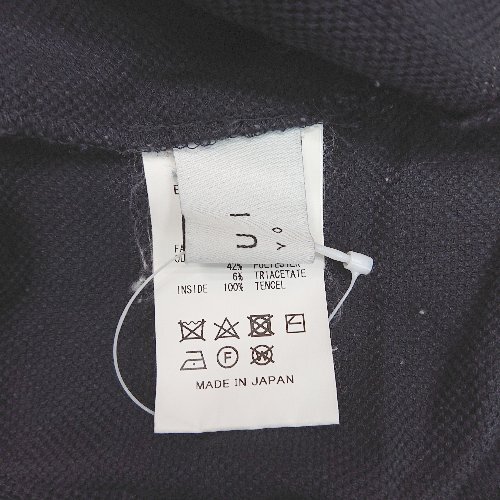 U I
Y O
42% POLYESTER
6% TRIACETATE
INSIDE 100% TENCEL
F
W
MADE IN JAPAN